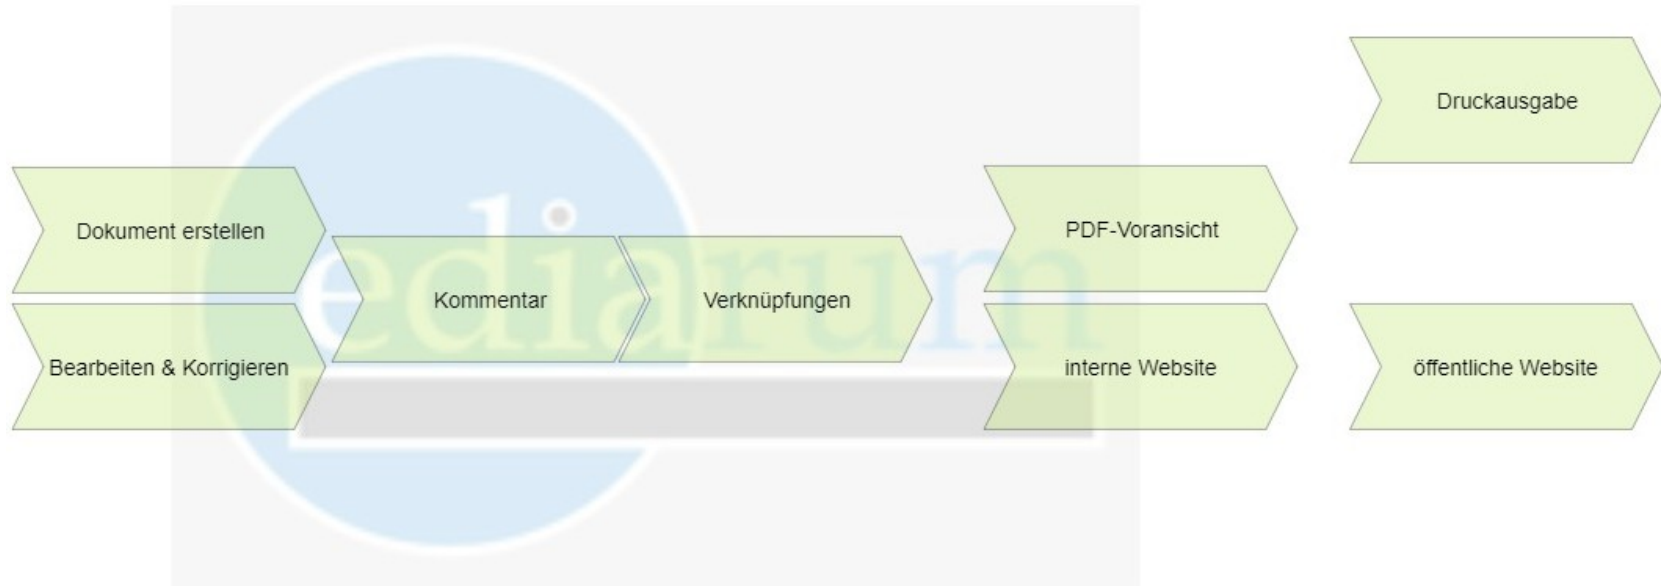 Druckausgabe
Dokument erstellen
PDF-Voransicht
ediarum
Kommentar
Verknüpfungen
Bearbeiten & Korrigieren
interne Website
öffentliche Website